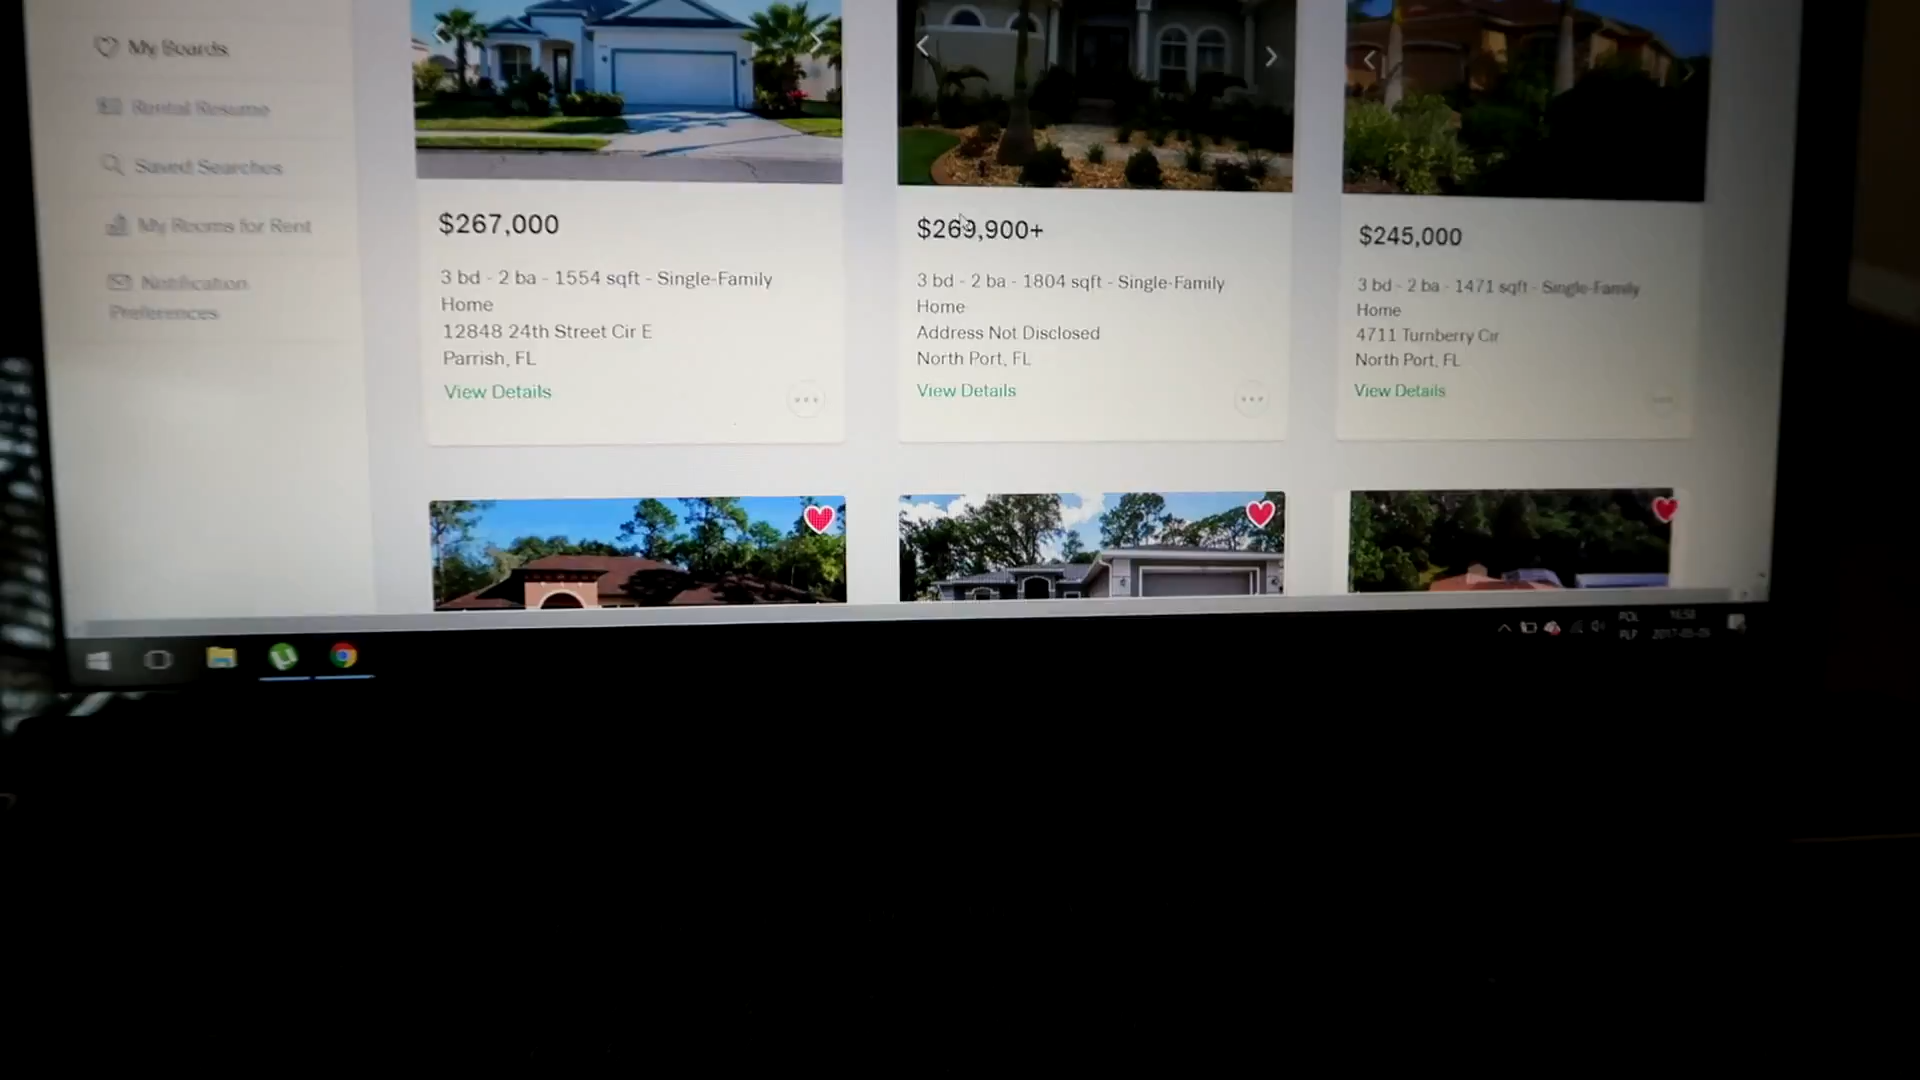 My Boards
Rental Resume
Saved Searches
My Rooms for Rent
Notification
Preferences
$267,000
3 bd - 2 ba - 1554 sqft - Single-Family
Home
12848 24th Street Cir E
Parrish, FL
View Details
$269,900+
3 bd - 2 ba - 1804 sqft - Single-Family
Home
Address Not Disclosed
North Port, FL
View Details
$245,000
3 bd - 2 ba - 1471 sqft - Single-Family
Home
4711 Turnberry Cir
North Port, FL
View Details
POL
PLP